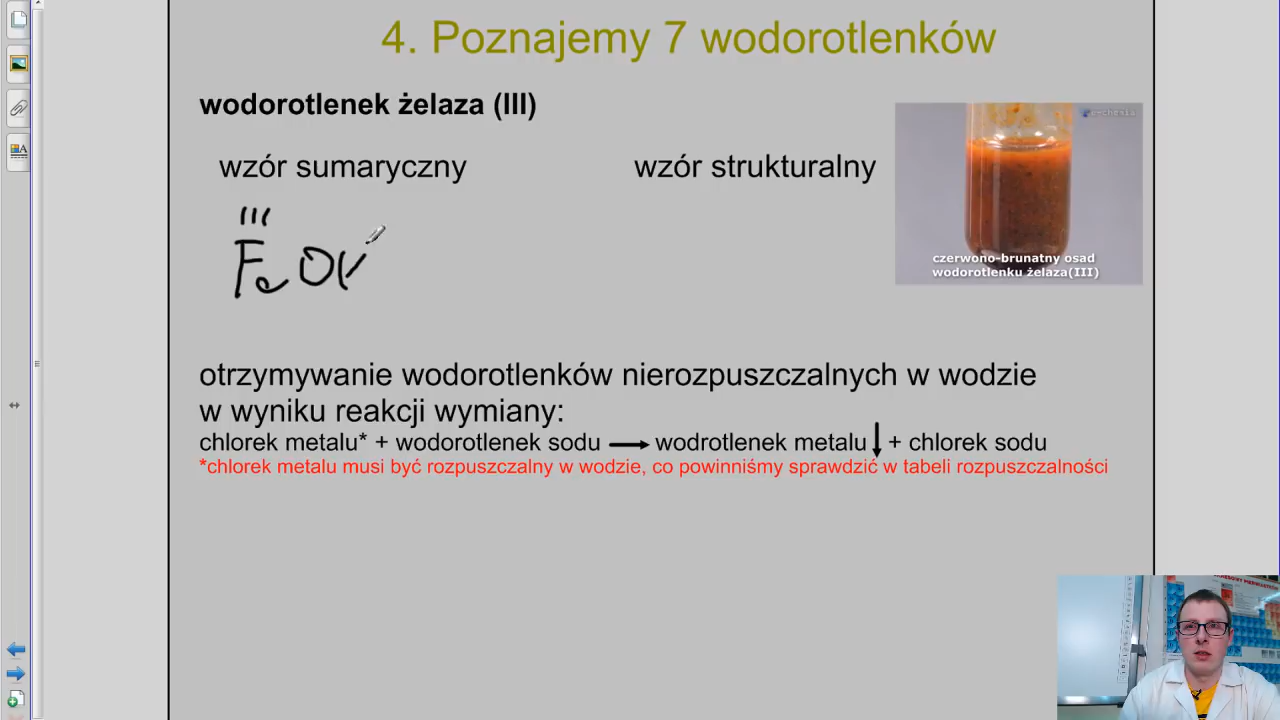 4. Poznajemy 7 wodorotlenków
wodorotlenek żelaza (III)
wzór sumaryczny
wzór strukturalny
III
FeO
czerwono-brunatny osad
wodorotlenku żelaza(III)
otrzymywanie wodorotlenków nierozpuszczalnych w wodzie
w wyniku reakcji wymiany:
chlorek metalu* + wodorotlenek sodu ⟶ wodrotlenek metalu ↓ + chlorek sodu
*chlorek metalu musi być rozpuszczalny w wodzie, co powinniśmy sprawdzić w tabeli rozpuszczalności